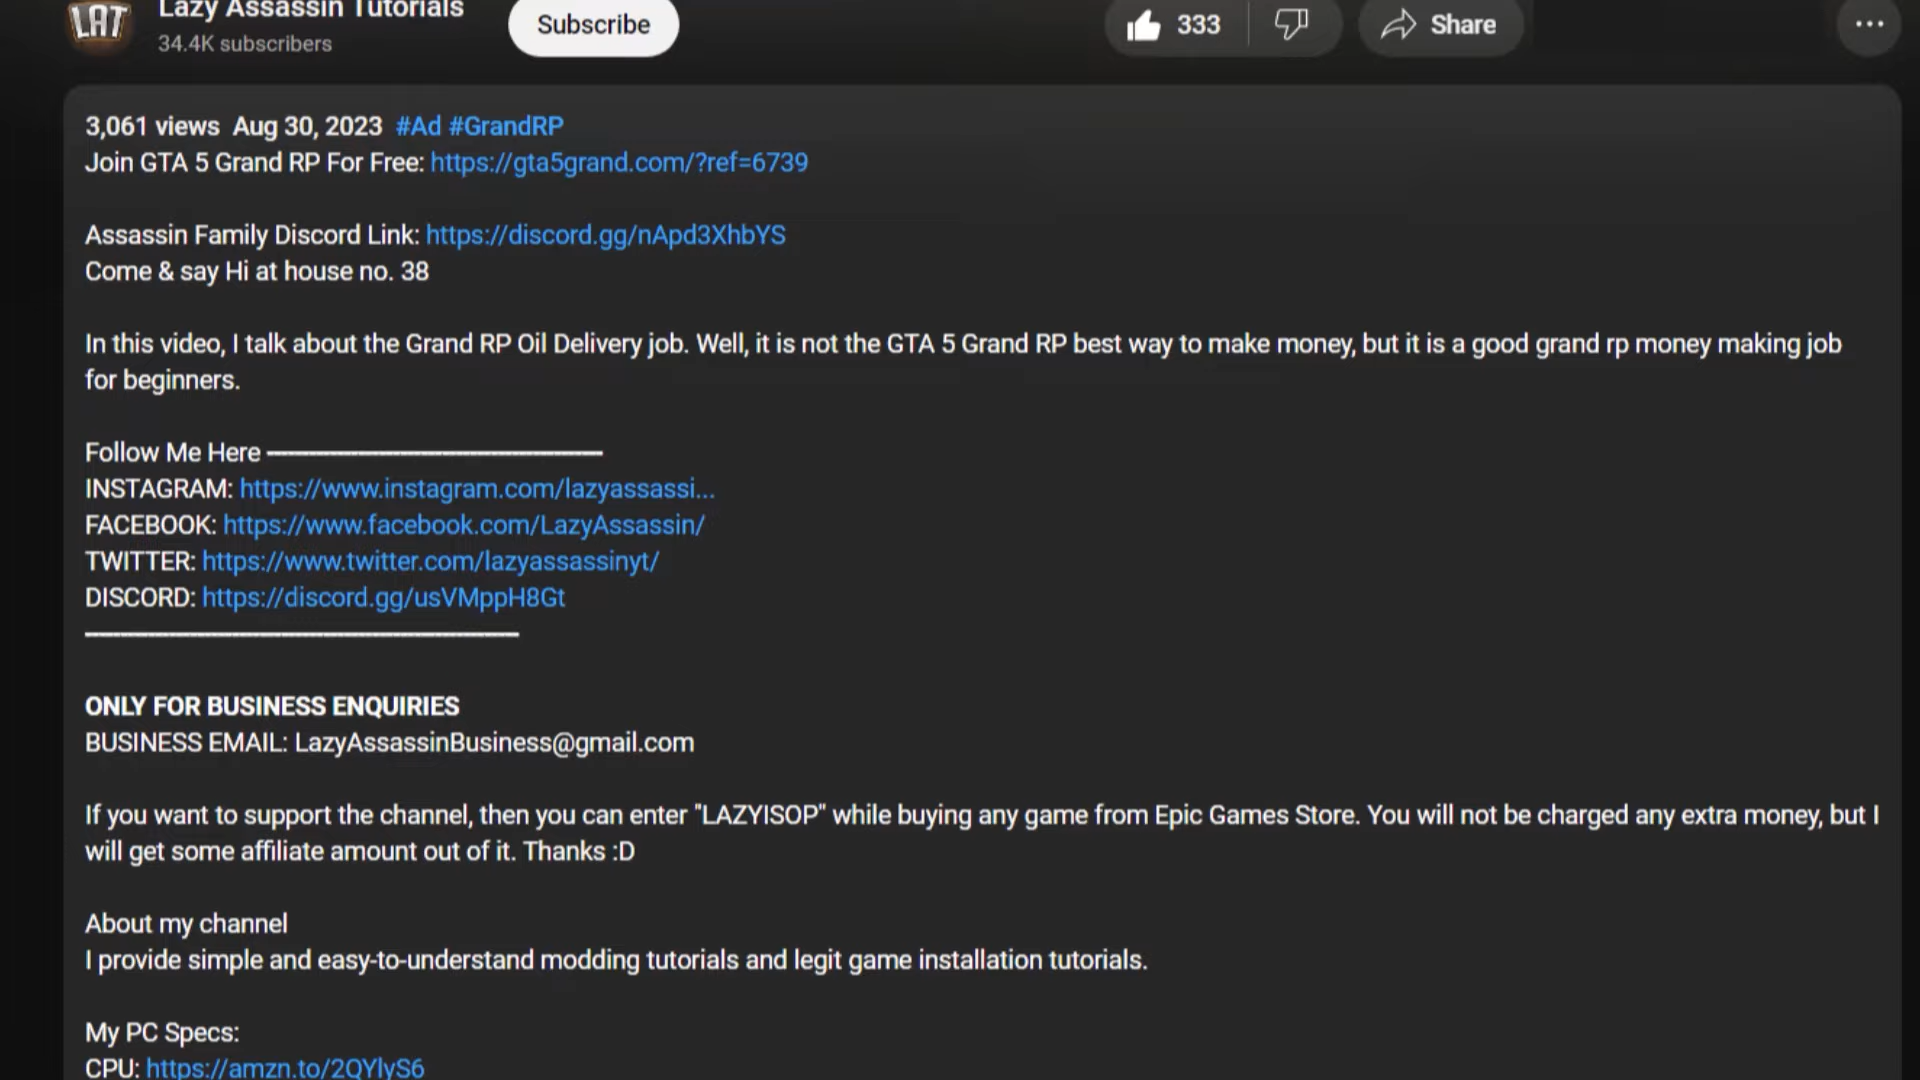 LAT
Lazy Assassin Tutorials
34.4K subscribers
Subscribe
333
Share
3,061 views Aug 30, 2023 #Ad #GrandRP
Join GTA 5 Grand RP For Free: https://gta5grand.com/?ref=6739
Assassin Family Discord Link: https://discord.gg/nApd3XhbYS
Come & say Hi at house no. 38
In this video, I talk about the Grand RP Oil Delivery job. Well, it is not the GTA 5 Grand RP best way to make money, but it is a good grand rp money making job
for beginners.
Follow Me Here ------------------------------------------------
INSTAGRAM: https://www.instagram.com/lazyassassi...
FACEBOOK: https://www.facebook.com/LazyAssassin/
TWITTER: https://www.twitter.com/lazyassassinyt/
DISCORD: https://discord.gg/usVMppH8Gt
--------------------------------------------------------------
ONLY FOR BUSINESS ENQUIRIES
BUSINESS EMAIL: LazyAssassinBusiness@gmail.com
If you want to support the channel, then you can enter "LAZYISOP" while buying any game from Epic Games Store. You will not be charged any extra money, but I
will get some affiliate amount out of it. Thanks :D
About my channel
I provide simple and easy-to-understand modding tutorials and legit game installation tutorials.
My PC Specs:
CPU: https://amzn.to/2QYlyS6